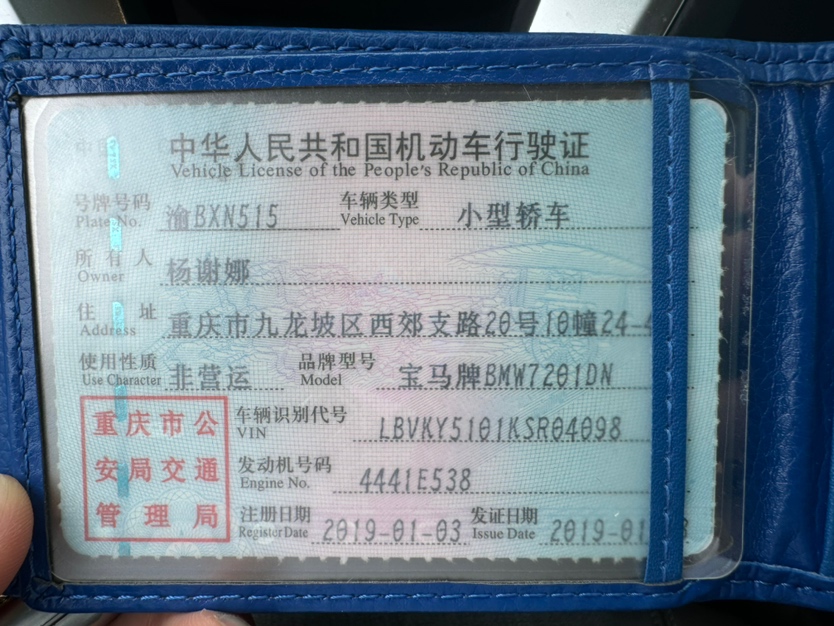 中华人民共和国机动车行驶证
Vehicle License of the People's Republic of China
号牌号码 渝BXN515 车辆类型 小型轿车
Plate No. Vehicle Type
所有人 杨谢娜
Owner
住址 重庆市九龙坡区西郊支路20号10幢24-4
Address
使用性质 非营运 品牌型号 宝马牌BMW7201DN
Use Character Model
车辆识别代号 LBVKY5101KSR04098
VIN
发动机号码 4441E538
Engine No.
注册日期 2019-01-03 发证日期 2019-01
Register Date Issue Date
重庆市公
安局交通
管理局